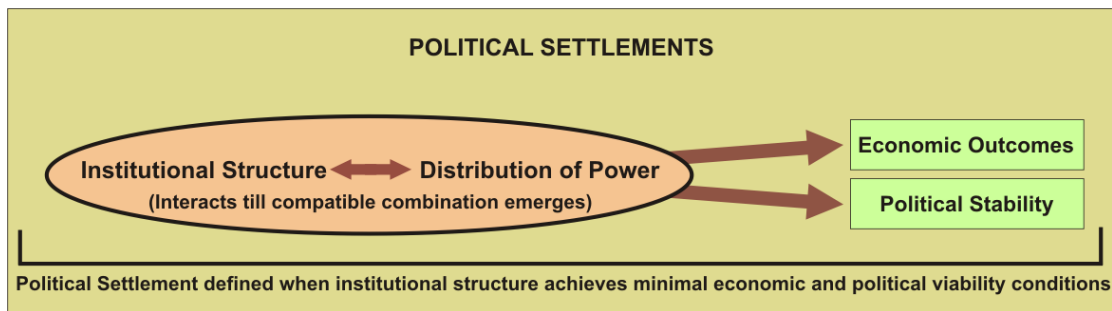 POLITICAL SETTLEMENTS
Institutional Structure
Distribution of Power
(Interacts till compatible combination emerges)
Economic Outcomes
Political Stability
Political Settlement defined when institutional structure achieves minimal economic and political viability conditions